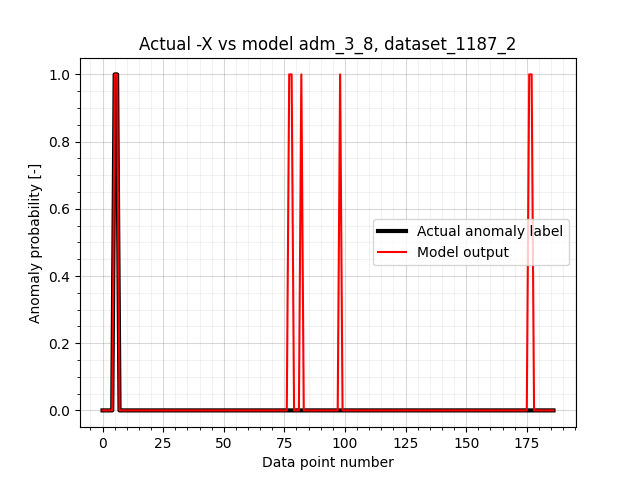 Actual -X vs model adm_3_8, dataset_1187_2
Anomaly probability [-]
1.0
0.8
0.6
0.4
0.2
0.0
Actual anomaly label
Model output
0 25 50 75 100 125 150 175
Data point number